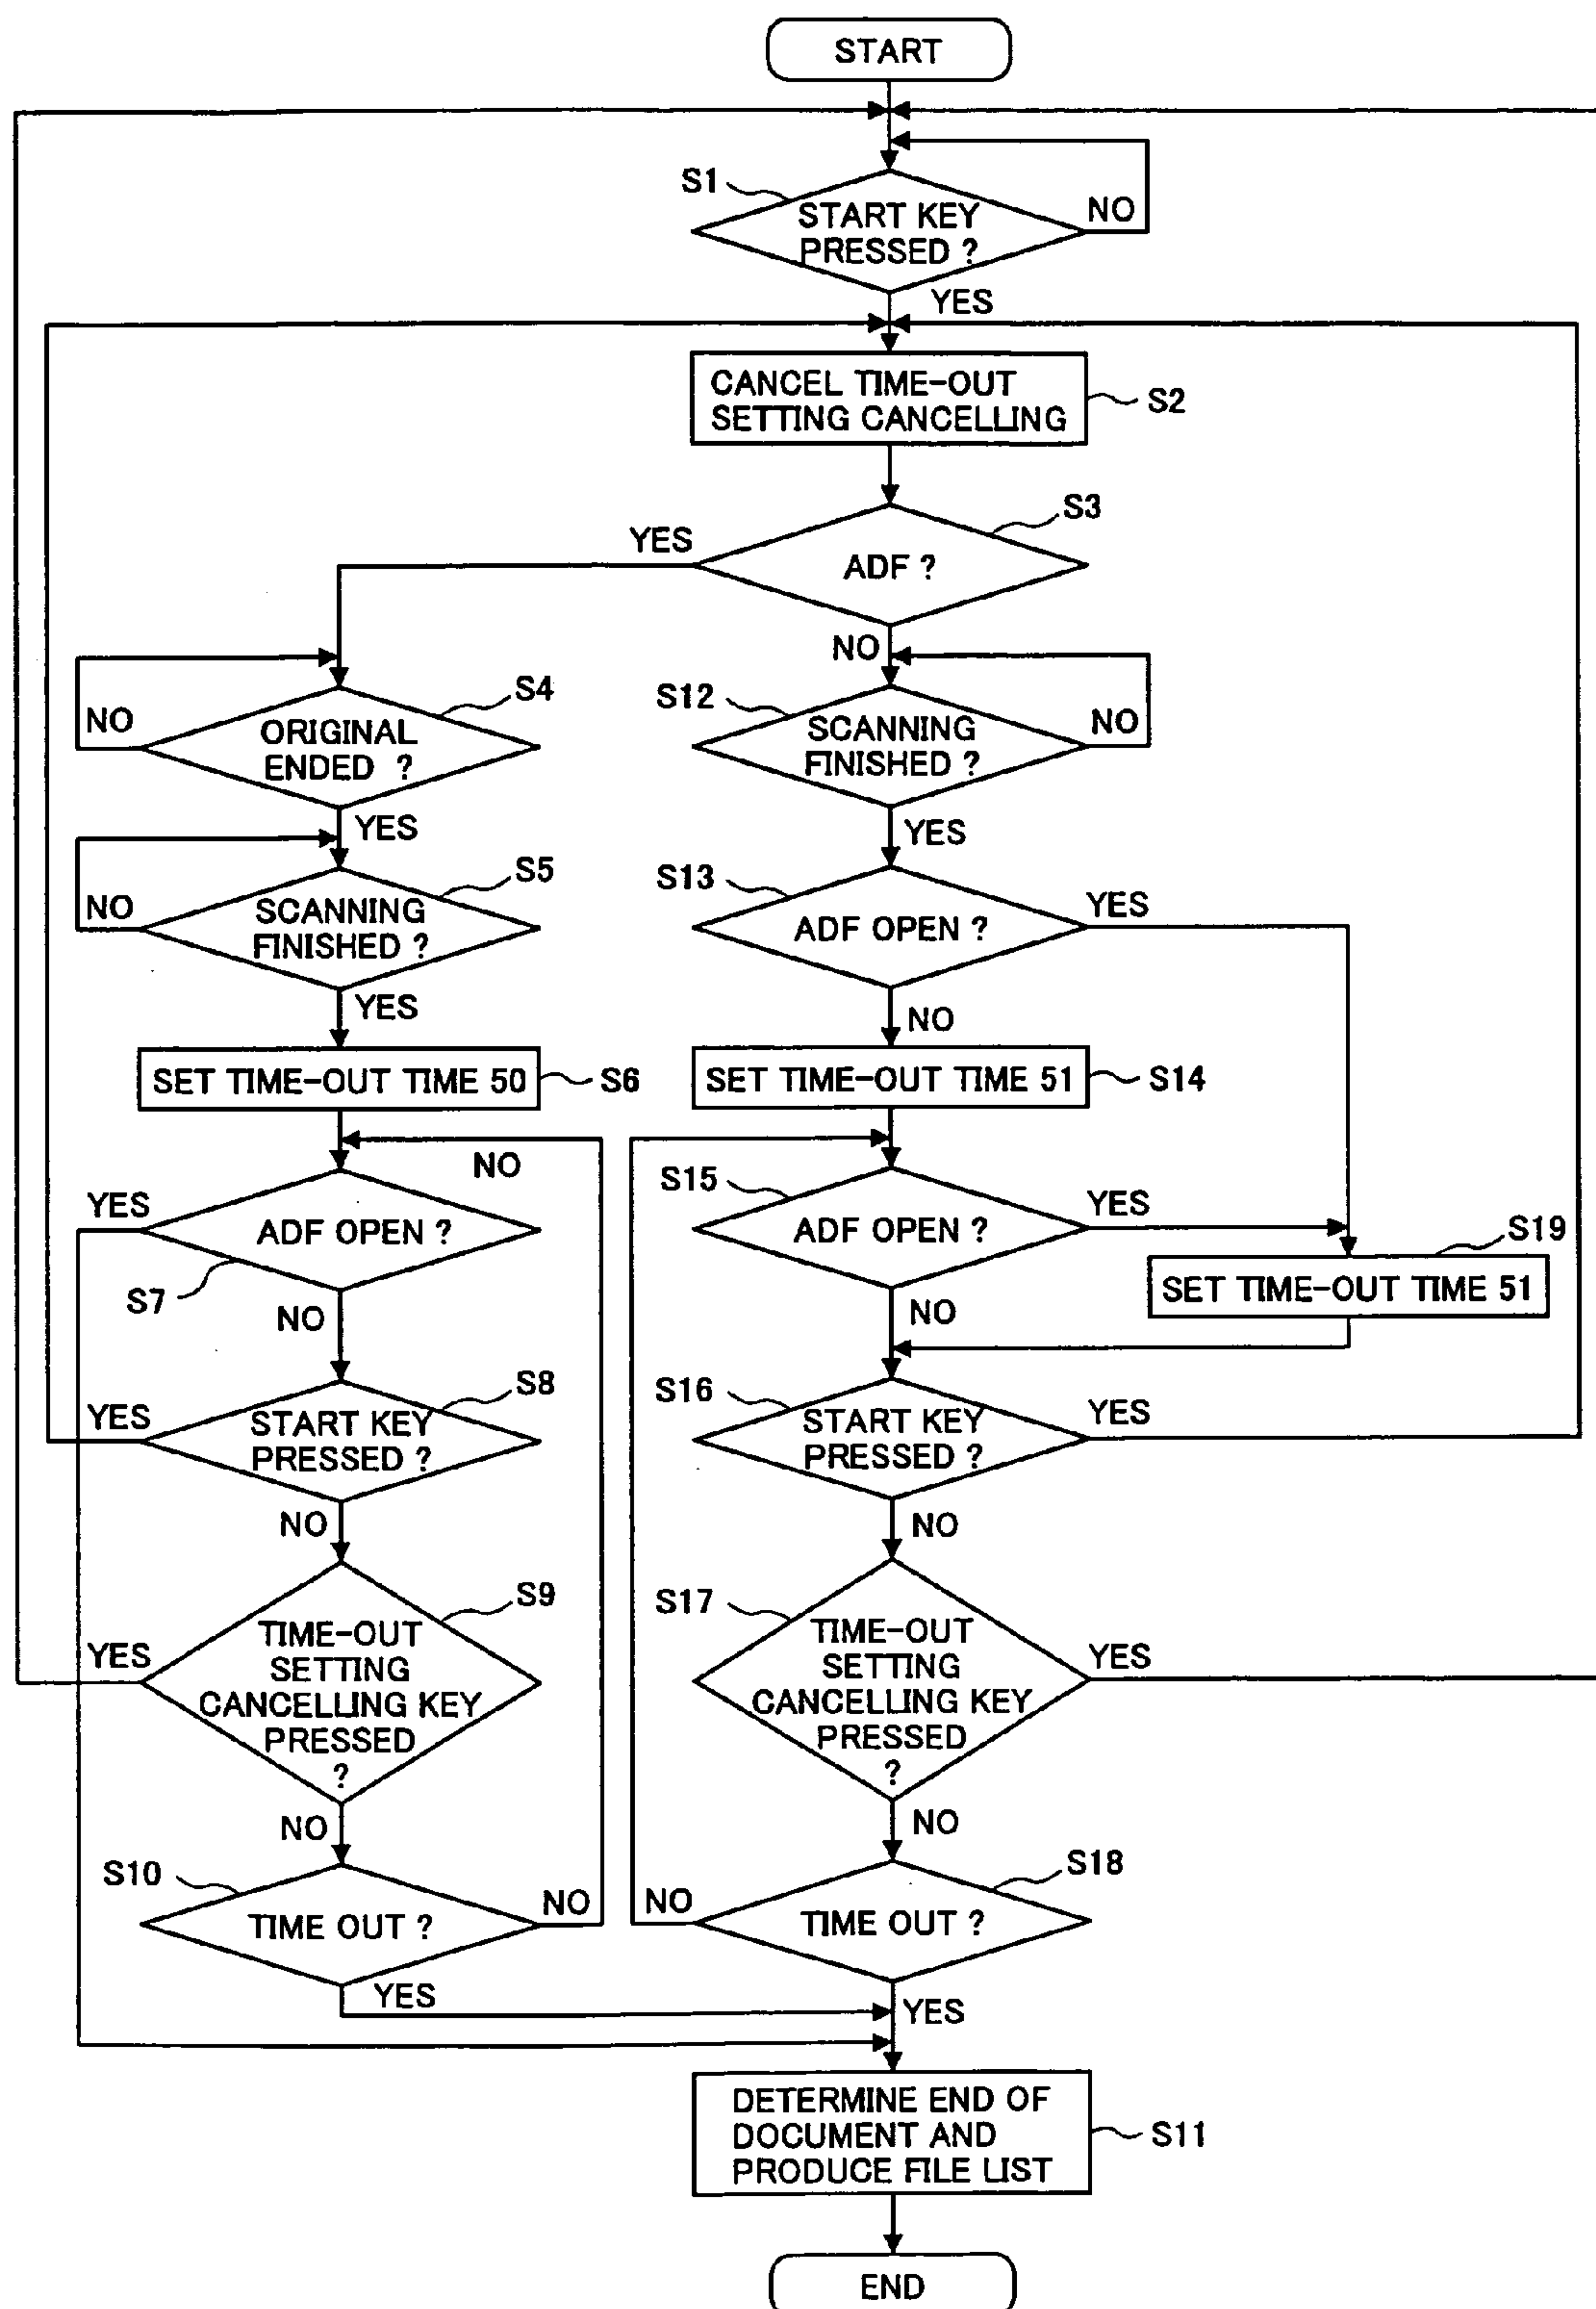 START
S1
START KEY
PRESSED ?
NO
YES
CANCEL TIME-OUT
SETTING CANCELLING
S2
S3
YES
ADF ?
NO
S4
NO
ORIGINAL
ENDED ?
YES
S12
SCANNING
FINISHED ?
NO
YES
S5
NO
SCANNING
FINISHED ?
YES
S13
ADF OPEN ?
YES
NO
SET TIME-OUT TIME 50
S6
SET TIME-OUT TIME 51
S14
NO
YES
ADF OPEN ?
S7
NO
S15
ADF OPEN ?
YES
NO
S19
SET TIME-OUT TIME 51
S8
YES
START KEY
PRESSED ?
NO
S16
START KEY
PRESSED ?
YES
NO
S9
YES
TIME-OUT
SETTING
CANCELLING KEY
PRESSED
?
NO
S17
TIME-OUT
SETTING
CANCELLING KEY
PRESSED
?
YES
NO
S10
TIME OUT ?
NO
YES
S18
NO
TIME OUT ?
YES
DETERMINE END OF
DOCUMENT AND
PRODUCE FILE LIST
S11
END